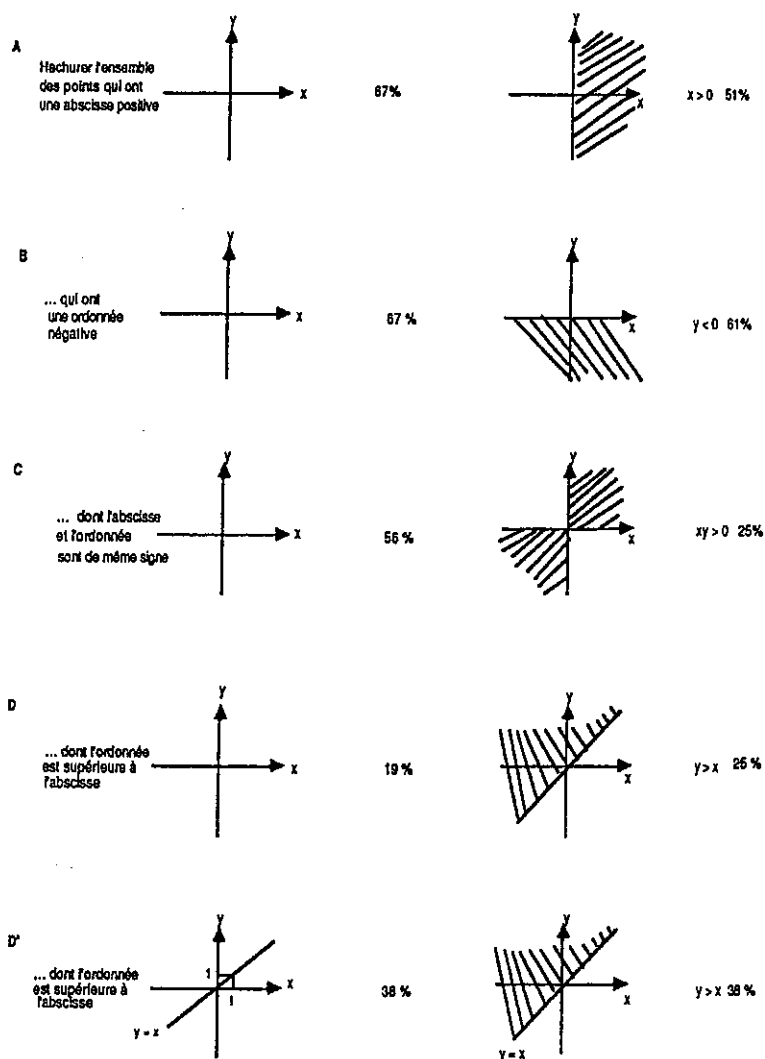 A
Hachurer l'ensemble
des points qui ont
une abscisse positive
y
x
67%
y
x
x > 0 51%
B
... qui ont
une ordonnée
négative
y
x
67 %
y
x
y < 0 61%
C
... dont l'abscisse
et l'ordonnée
sont de même signe
y
x
56%
y
x
xy > 0 25%
D
... dont l'ordonnée
est supérieure à
l'abscisse
y
x
19 %
y
x
y > x 25 %
D'
... dont l'ordonnée
est supérieure à
l'abscisse
y
1
x
1
y = x
38 %
y
x
y = x
y > x 38 %